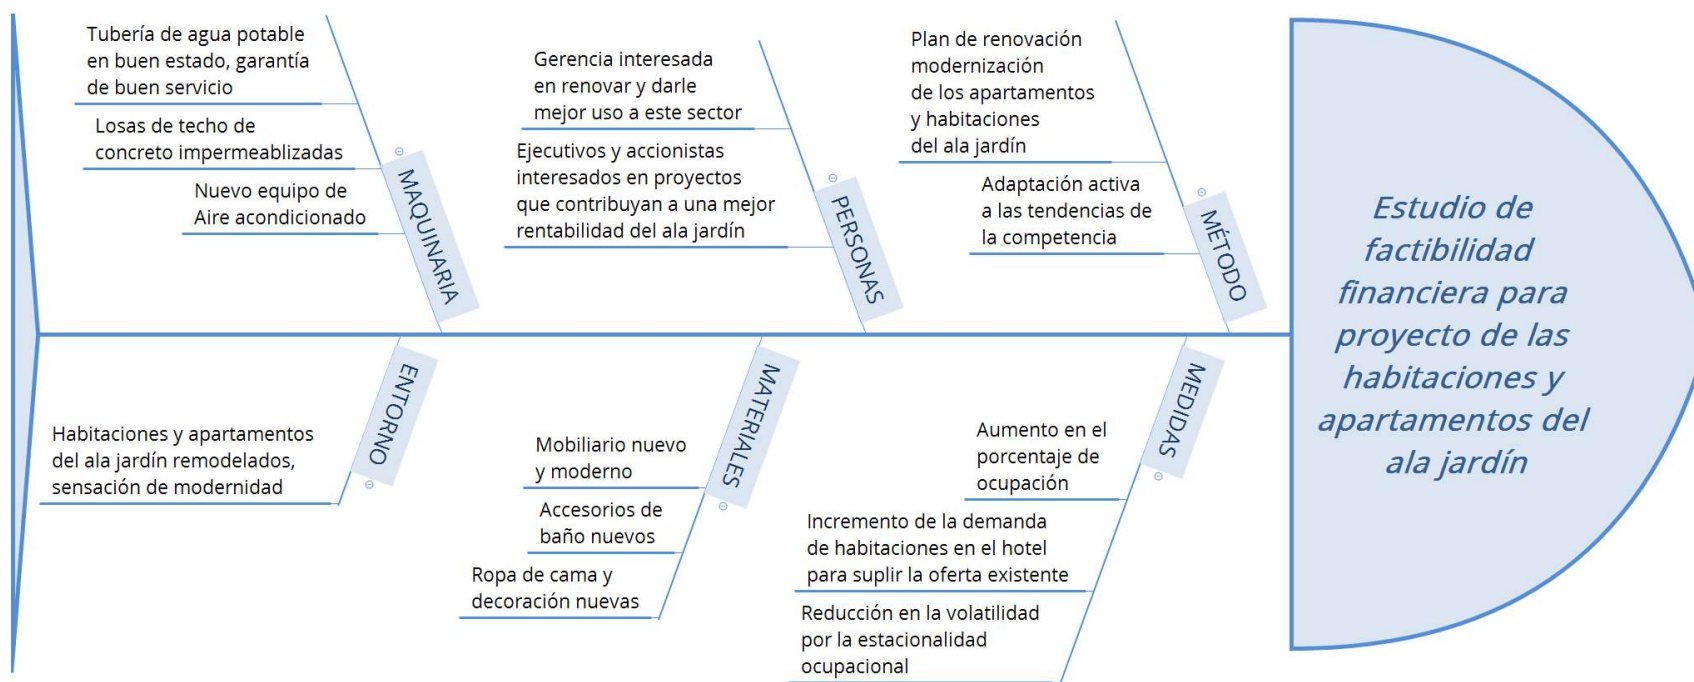 Tubería de agua potable
en buen estado, garantía
de buen servicio
Losas de techo de
concreto impermeablizadas
Nuevo equipo de
Aire acondicionado
MAQUINARIA
Gerencia interesada
en renovar y darle
mejor uso a este sector
Ejecutivos y accionistas
interesados en proyectos
que contribuyan a una mejor
rentabilidad del ala jardín
PERSONAS
Plan de renovación
modernización
de los apartamentos
y habitaciones
del ala jardín
Adaptación activa
a las tendencias de
la competencia
MÉTODO
Habitaciones y apartamentos
del ala jardín remodelados,
sensación de modernidad
ENTORNO
Mobiliario nuevo
y moderno
Accesorios de
baño nuevos
Ropa de cama y
decoración nuevas
MATERIALES
Aumento en el
porcentaje de
ocupación
Incremento de la demanda
de habitaciones en el hotel
para suplir la oferta existente
Reducción en la volatilidad
por la estacionalidad
ocupacional
MEDIDAS
Estudio de
factibilidad
financiera para
proyecto de las
habitaciones y
apartamentos del
ala jardín